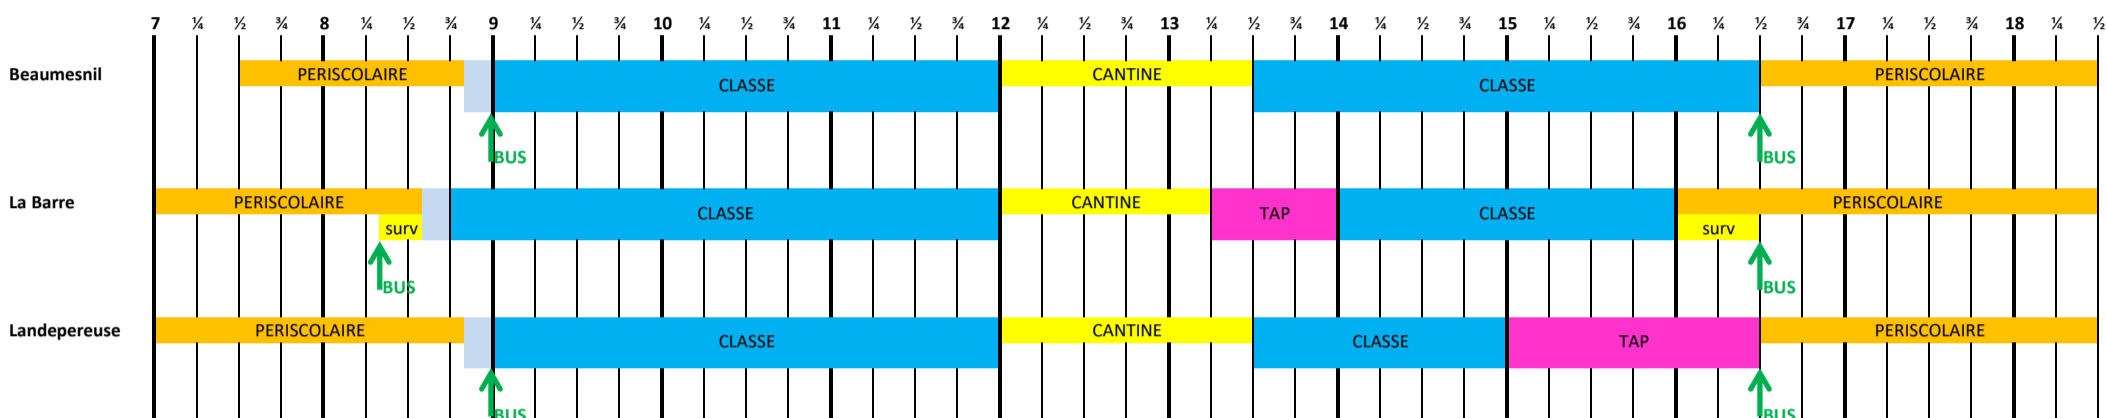 7 ¼ ½ ¾ 8 ¼ ½ ¾ 9 ¼ ½ ¾ 10 ¼ ½ ¾ 11 ¼ ½ ¾ 12 ¼ ½ ¾ 13 ¼ ½ ¾ 14 ¼ ½ ¾ 15 ¼ ½ ¾ 16 ¼ ½ ¾ 17 ¼ ½ ¾ 18 ¼ ½
Beaumesnil PERISCOLAIRE CLASSE CANTINE CLASSE PERISCOLAIRE
BUS BUS
La Barre PERISCOLAIRE CLASSE CANTINE TAP CLASSE PERISCOLAIRE
surv surv
BUS BUS
Landepereuse PERISCOLAIRE CLASSE CANTINE CLASSE TAP PERISCOLAIRE
BUS BUS